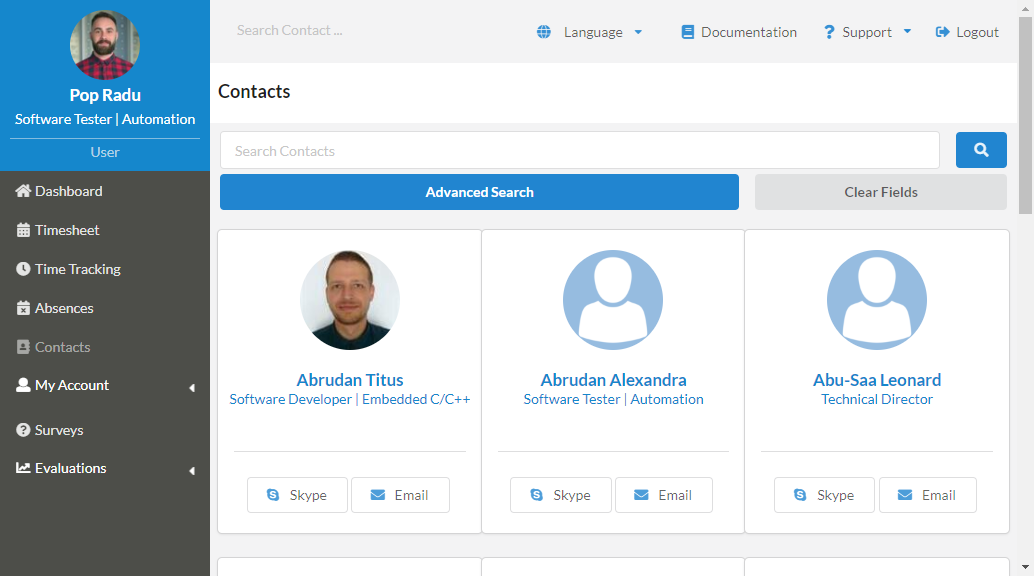 Pop Radu
Software Tester | Automation
User
Dashboard
Timesheet
Time Tracking
Absences
Contacts
My Account
Surveys
Evaluations
Search Contact ...
Language
Documentation
Support
Logout
Contacts
Search Contacts
Advanced Search
Clear Fields
Abrudan Titus
Software Developer | Embedded C/C++
Skype
Email
Abrudan Alexandra
Software Tester | Automation
Skype
Email
Abu-Saa Leonard
Technical Director
Skype
Email